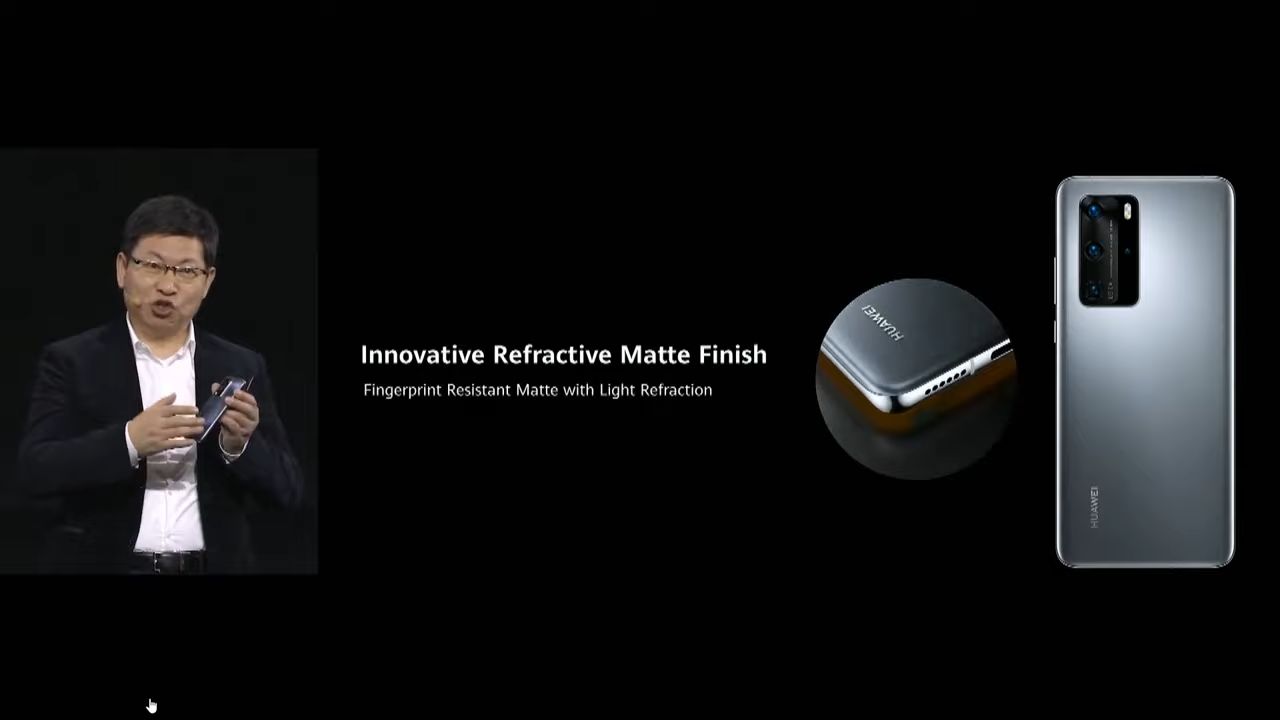 Innovative Refractive Matte Finish
Fingerprint Resistant Matte with Light Refraction
HUAWEI
HUAWEI